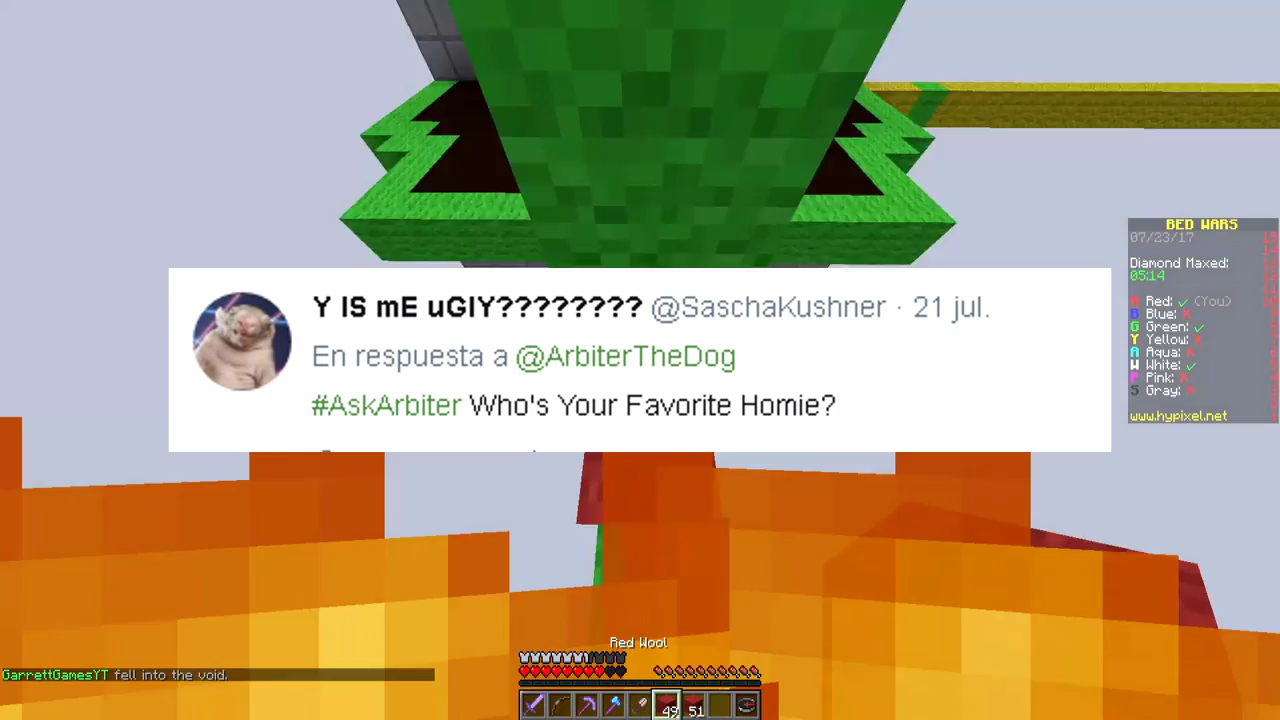 BED WARS
07/23/17
Diamond Maxed:
05:14
R Red: ✓ (You)
B Blue: ✗
G Green: ✓
Y Yellow: ✗
A Aqua: ✗
W White: ✓
P Pink: ✗
S Gray: ✗
www.hypixel.net
Y IS mE uGlY???????? @SaschaKushner · 21 jul.
En respuesta a @ArbiterTheDog
#AskArbiter Who's Your Favorite Homie?
Red Wool
GarrettGamesYT fell into the void.
49 51